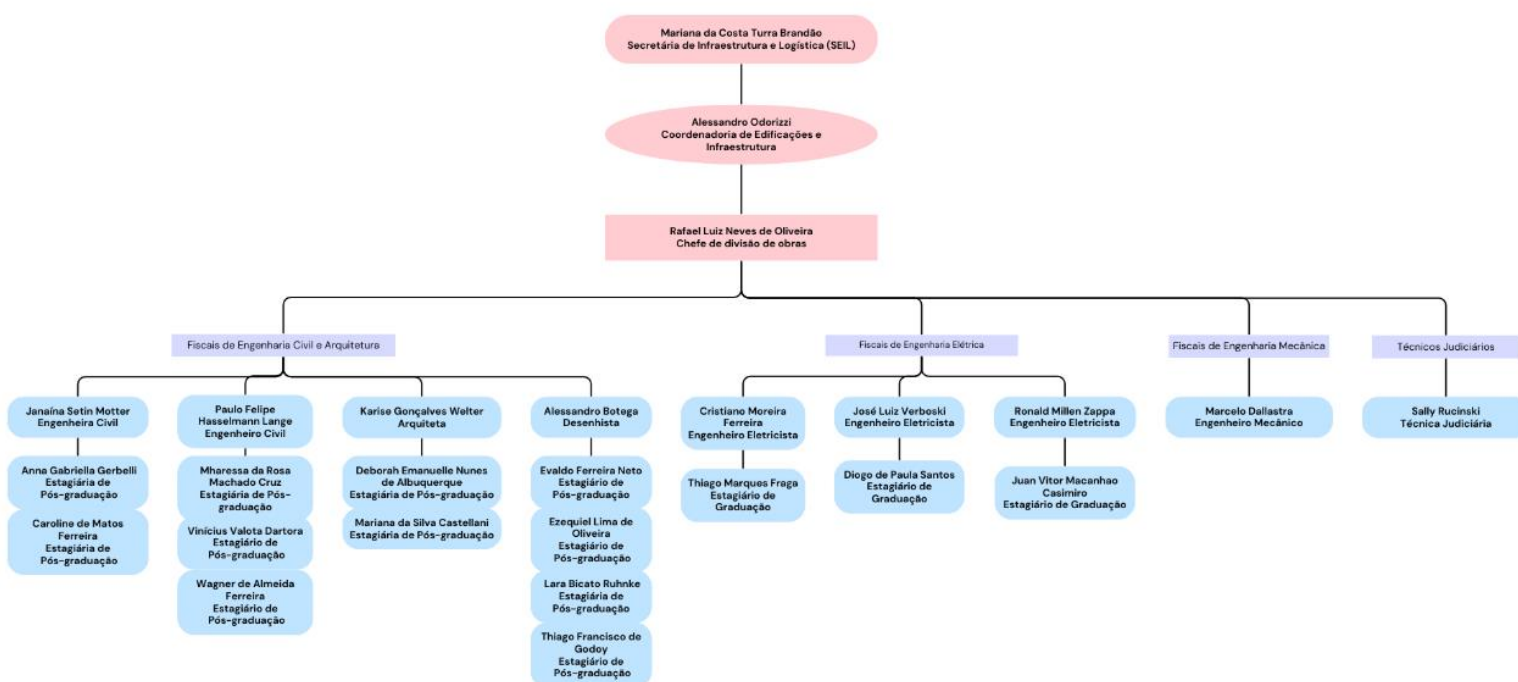 Mariana da Costa Turra Brandão
Secretária de Infraestrutura e Logística (SEIL)
Alessandro Odorizzi
Coordenadoria de Edificações e
Infraestrutura
Rafael Luiz Neves de Oliveira
Chefe de divisão de obras
Fiscais de Engenharia Civil e Arquitetura
Janaína Setin Motter
Engenheira Civil
Anna Gabriella Gerbelli
Estagiária de
Pós-graduação
Caroline de Matos
Ferreira
Estagiária de
Pós-graduação
Paulo Felipe
Hasselmann Lange
Engenheiro Civil
Mharessa da Rosa
Machado Cruz
Estagiária de Pós-
graduação
Vinícius Valota Dartora
Estagiário de
Pós-graduação
Wagner de Almeida
Ferreira
Estagiário de
Pós-graduação
Karise Gonçalves Welter
Arquiteta
Deborah Emanuelle Nunes
de Albuquerque
Estagiária de Pós-graduação
Mariana da Silva Castellani
Estagiária de Pós-graduação
Alessandro Botega
Desenhista
Evaldo Ferreira Neto
Estagiário de
Pós-graduação
Ezequiel Lima de
Oliveira
Estagiário de
Pós-graduação
Lara Bicato Ruhnke
Estagiária de
Pós-graduação
Thiago Francisco de
Godoy
Estagiário de
Pós-graduação
Fiscais de Engenharia Elétrica
Cristiano Moreira
Ferreira
Engenheiro Eletricista
Thiago Marques Fraga
Estagiário de
Graduação
José Luiz Verboski
Engenheiro Eletricista
Diogo de Paula Santos
Estagiário de
Graduação
Ronald Millen Zappa
Engenheiro Eletricista
Juan Vitor Macanhao
Casimiro
Estagiário de Graduação
Fiscais de Engenharia Mecânica
Marcelo Dallastra
Engenheiro Mecânico
Técnicos Judiciários
Sally Rucinski
Técnica Judiciária